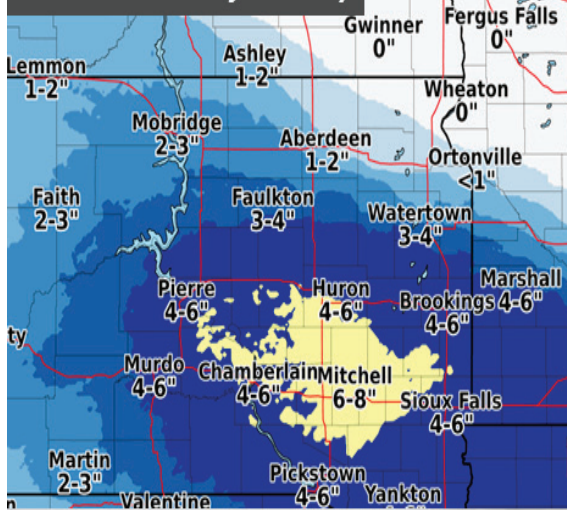 Gwinner
0"
Fergus Falls
0"
Ashley
1-2"
Lemmon
1-2"
Wheaton
0"
Mobridge
2-3"
Aberdeen
1-2"
Ortonville
<1"
Faith
2-3"
Faulkton
3-4"
Watertown
3-4"
Marshall
4-6"
Pierre
4-6"
Huron
4-6"
Brookings
4-6"
ty
Murdo
4-6"
Chamberlain
4-6"
Mitchell
6-8"
Sioux Falls
4-6"
Martin
2-3"
Pickstown
4-6"
Valentine
Yankton
n